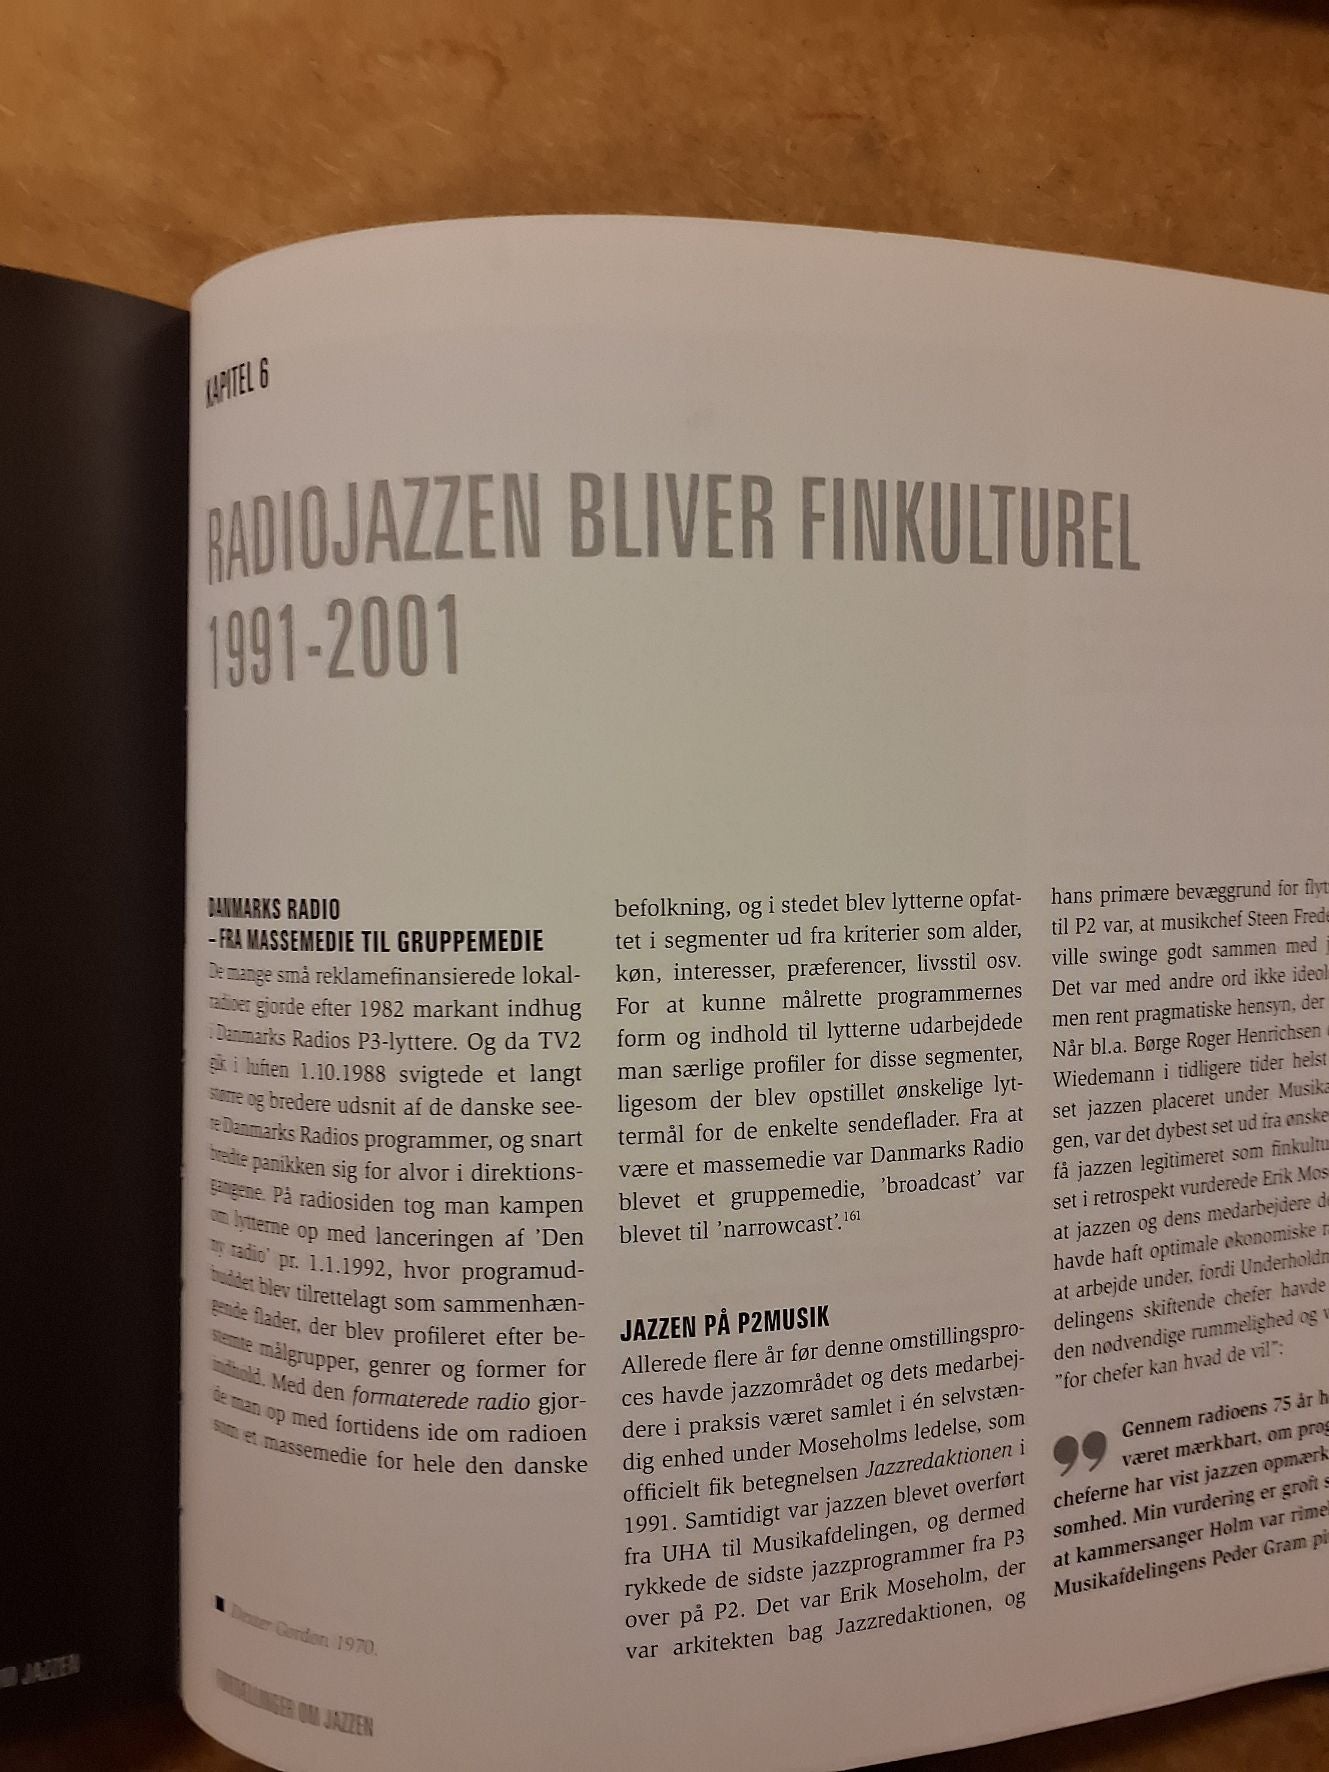 KAPITEL 6
RADIOJAZZEN BLIVER FINKULTUREL
1991-2001
DANMARKS RADIO
– FRA MASSEMEDIE TIL GRUPPEMEDIE
De mange små reklamefinansierede lokal-
radioer gjorde efter 1982 markant indhug
i Danmarks Radios P3-lyttere. Og da TV2
gik i luften 1.10.1988 svigtede et langt
større og bredere udsnit af de danske see-
re Danmarks Radios programmer, og snart
bredte panikken sig for alvor i direktions-
gangene. På radiosiden tog man kampen
om lytterne op med lanceringen af ’Den
ny radio’ pr. 1.1.1992, hvor programud-
buddet blev tilrettelagt som sammenhæn-
gende flader, der blev profileret efter be-
stemte målgrupper, genrer og former for
indhold. Med den formaterede radio gjor-
de man op med fortidens ide om radioen
som et massemedie for hele den danske
■ Dexter Gordon 1970.
FORTÆLLINGER OM JAZZEN
befolkning, og i stedet blev lytterne opfat-
tet i segmenter ud fra kriterier som alder,
køn, interesser, præferencer, livsstil osv.
For at kunne målrette programmernes
form og indhold til lytterne udarbejdede
man særlige profiler for disse segmenter,
ligesom der blev opstillet ønskelige lyt-
termål for de enkelte sendeflader. Fra at
være et massemedie var Danmarks Radio
blevet et gruppemedie, ’broadcast’ var
blevet til ’narrowcast’.161
JAZZEN PÅ P2MUSIK
Allerede flere år før denne omstillingspro-
ces havde jazzområdet og dets medarbej-
dere i praksis været samlet i én selvstæn-
dig enhed under Moseholms ledelse, som
officielt fik betegnelsen Jazzredaktionen i
1991. Samtidigt var jazzen blevet overført
fra UHA til Musikafdelingen, og dermed
rykkede de sidste jazzprogrammer fra P3
over på P2. Det var Erik Moseholm, der
var arkitekten bag Jazzredaktionen, og
hans primære bevæggrund for
til P2 var, at musikchef Steen
ville swinge godt sammen med
Det var med andre ord ikke
men rent pragmatiske hensyn, der
Når bl.a. Børge Roger Henrichsen
Wiedemann i tidligere tider helst
set jazzen placeret under
gen, var det dybest set ud fra
få jazzen legitimeret som
set i retrospekt vurderede Erik
at jazzen og dens medarbejdere
havde haft optimale økonomiske
at arbejde under, fordi
delingens skiftende chefer havde
den nødvendige rummelighed og
”for chefer kan hvad de vil”:
Gennem radioens 75 år
været mærkbart, om
cheferne har vist jazzen
somhed. Min vurdering er groft
at kammersanger Holm var
Musikafdelingens Peder Gram
JAZZEN